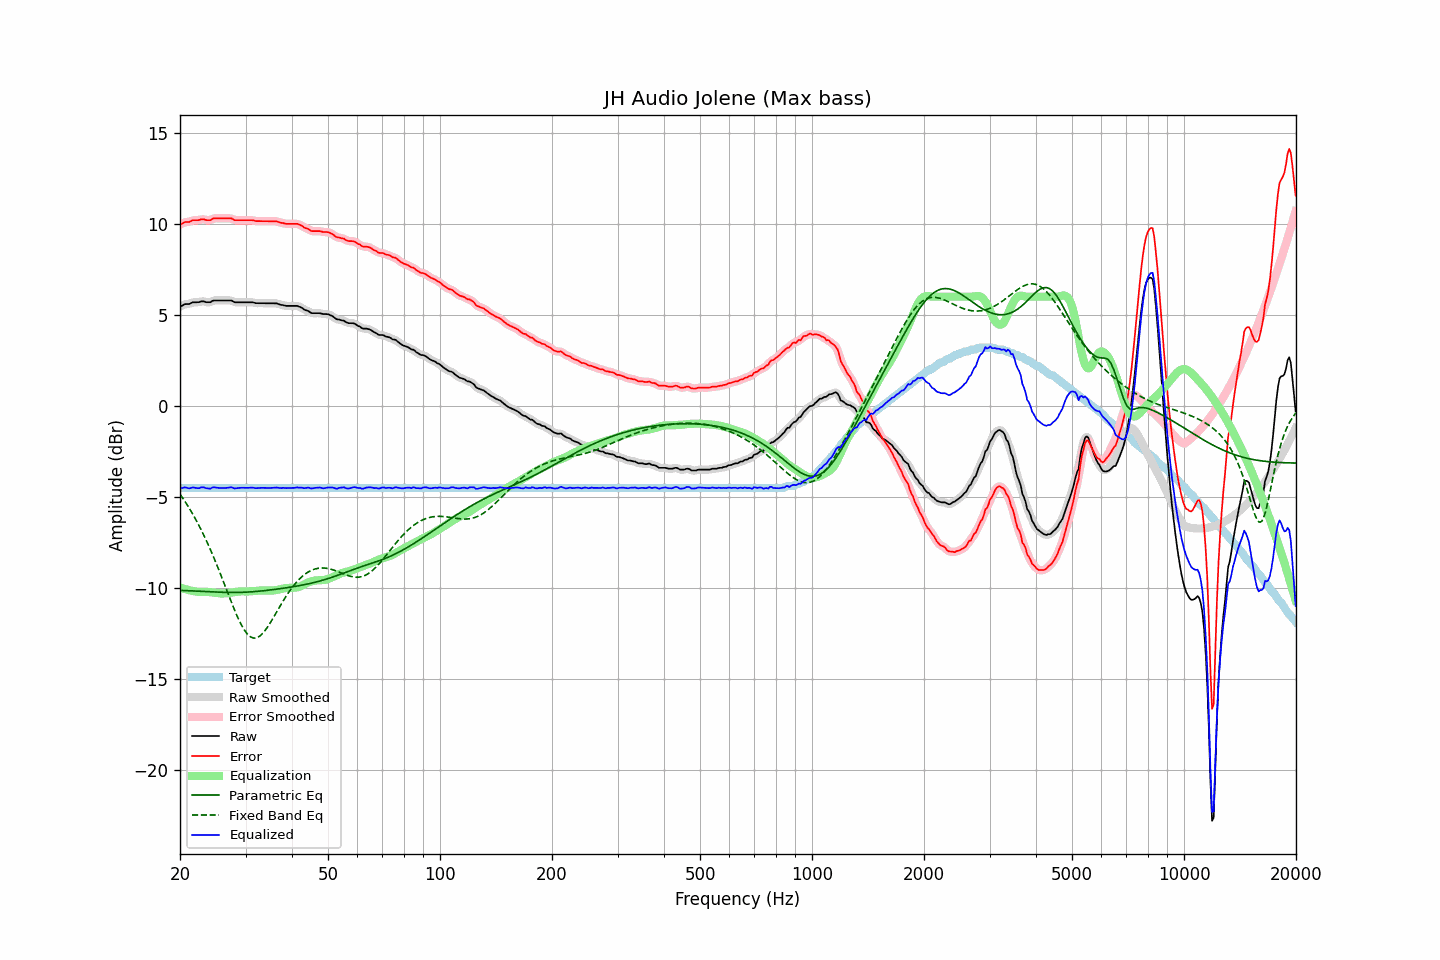 JH Audio Jolene (Max bass)
Amplitude (dBr)
15
10
5
0
−5
−10
−15
−20
Target
Raw Smoothed
Error Smoothed
Raw
Error
Equalization
Parametric Eq
Fixed Band Eq
Equalized
20
50
100
200
500
1000
2000
5000
10000
20000
Frequency (Hz)